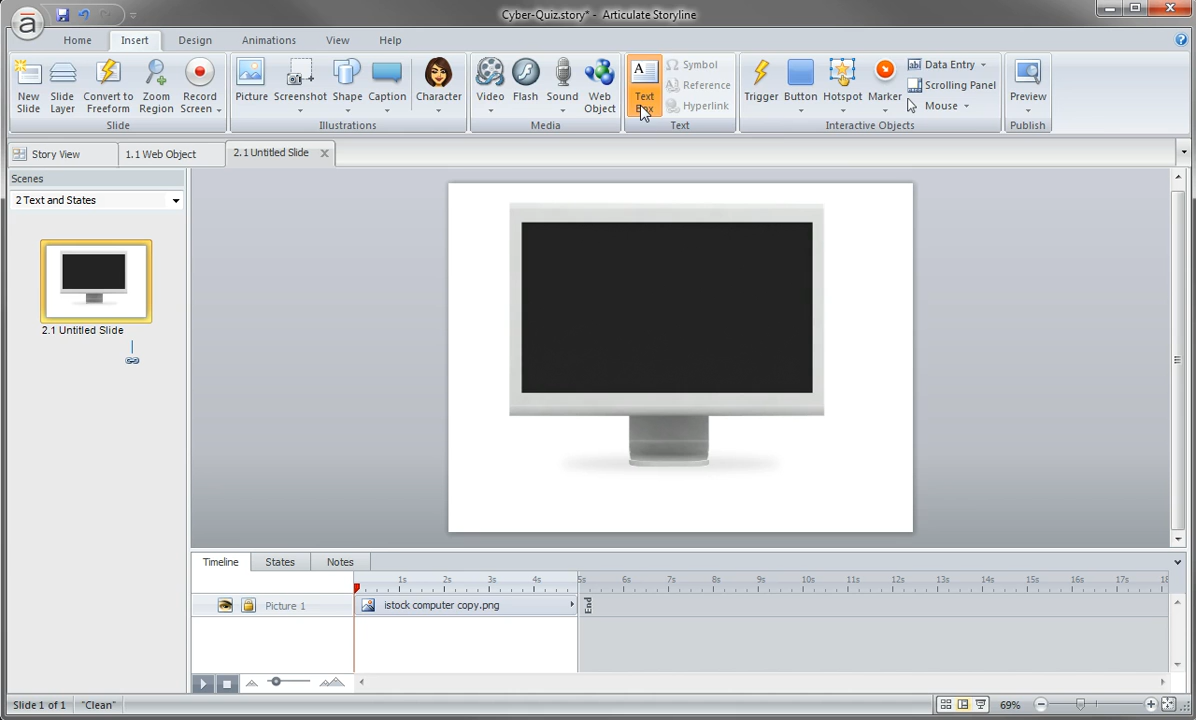 Cyber-Quiz.story* - Articulate Storyline
Home Insert Design Animations View Help
New Slide
Slide Layer
Convert to Freeform
Zoom Region
Record Screen
Slide
Picture
Screenshot
Shape
Caption
Character
Illustrations
Video
Flash
Sound
Web Object
Media
Text Box
Symbol
Reference
Hyperlink
Text
Trigger
Button
Hotspot
Marker
Data Entry
Scrolling Panel
Mouse
Interactive Objects
Preview
Publish
Story View
1.1 Web Object
2.1 Untitled Slide
Scenes
2 Text and States
2.1 Untitled Slide
Timeline States Notes
1s 2s 3s 4s 5s 6s 7s 8s 9s 10s 11s 12s 13s 14s 15s 16s 17s 18
Picture 1
istock computer copy.png
End
Slide 1 of 1 "Clean" 69%